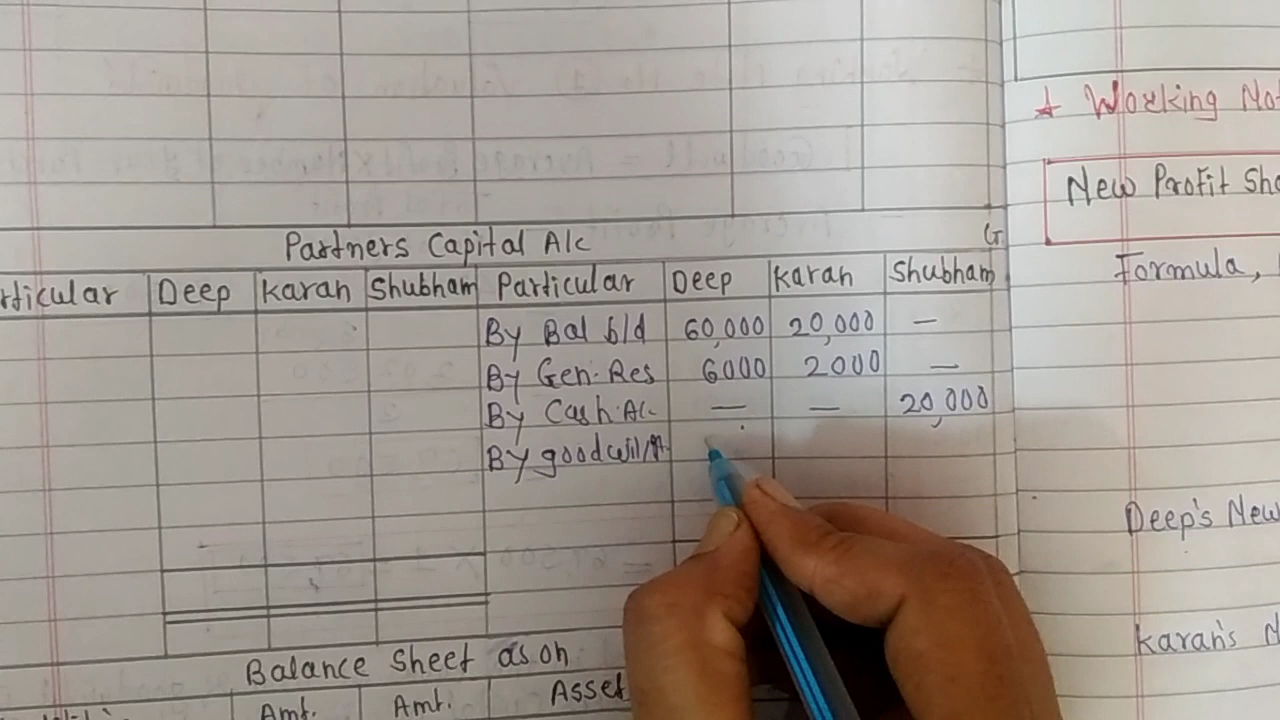 ★ Working No
New Profit Sha
Formula,
Partners Capital A/c
G
rticular Deep Karan Shubham Particular Deep Karan Shubham
By Bal b/d 60,000 20,000 —
By Gen. Res 6000 2000 —
By Cash A/c — — 20,000
By goodwill A
Deep's New
Karan's N
Balance Sheet as on
Amt. Amt. Asset